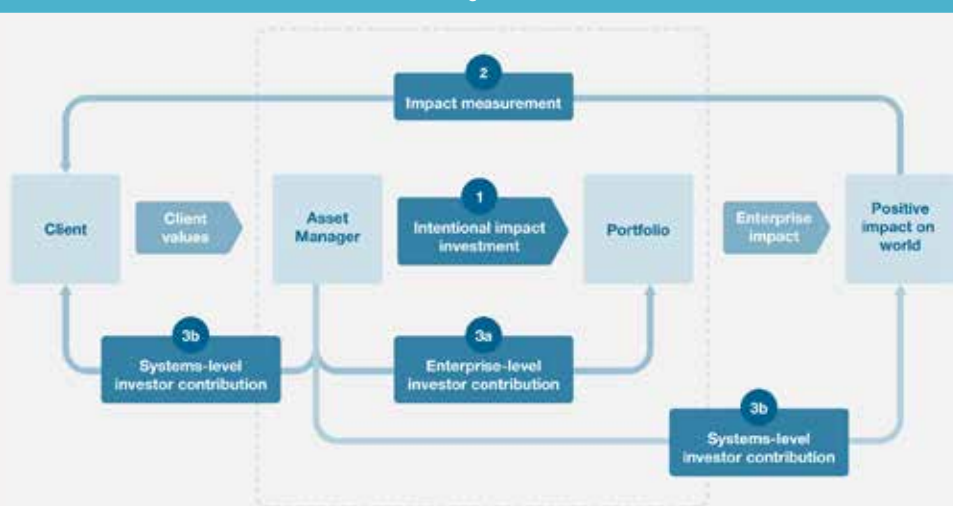 2
Impact measurement
Client
Client
values
Asset
Manager
1
Intentional impact
investment
Portfolio
Enterprise
impact
Positive
impact on
world
3b
Systems-level
investor contribution
3a
Enterprise-level
investor contribution
3b
Systems-level
investor contribution